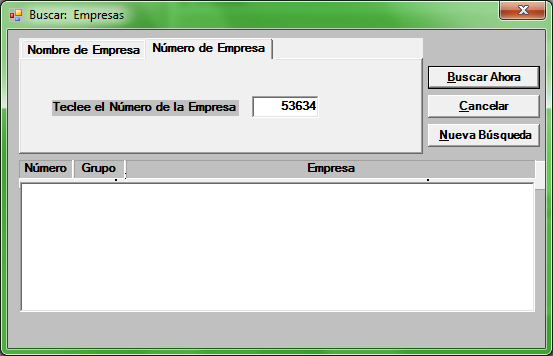 Buscar: Empresas
Nombre de Empresa Número de Empresa
Teclee el Número de la Empresa 53634
Buscar Ahora
Cancelar
Nueva Búsqueda
Número Grupo Empresa